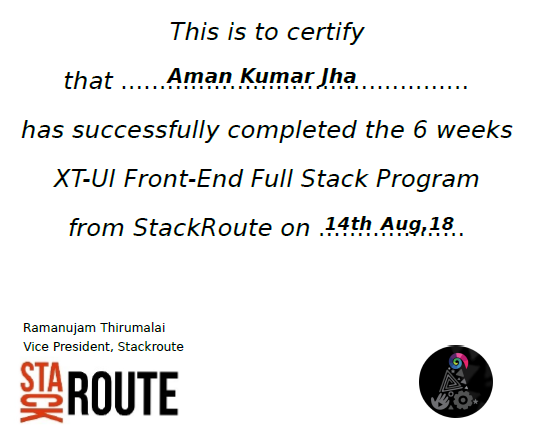 This is to certify
that ....Aman Kumar Jha....
has successfully completed the 6 weeks
XT-UI Front-End Full Stack Program
from StackRoute on .14th Aug,18.
Ramanujam Thirumalai
Vice President, Stackroute
STACK ROUTE